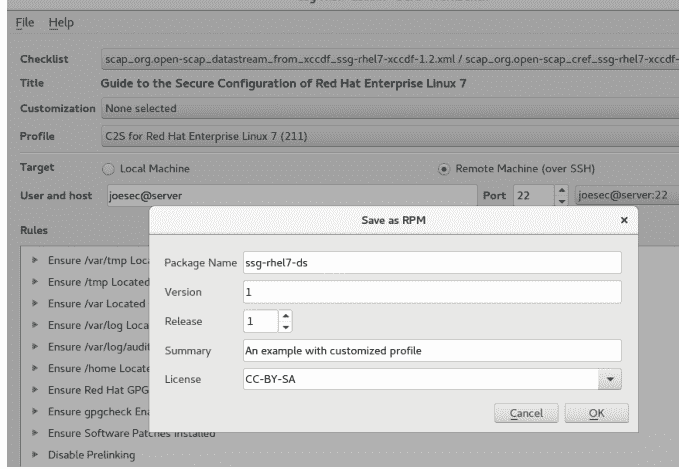 File Help
Checklist scap_org.open-scap_datastream_from_xccdf_ssg-rhel7-xccdf-1.2.xml / scap_org.open-scap_cref_ssg-rhel7-xccdf-
Title Guide to the Secure Configuration of Red Hat Enterprise Linux 7
Customization None selected
Profile C2S for Red Hat Enterprise Linux 7 (211)
Target Local Machine Remote Machine (over SSH)
User and host joesec@server Port 22 joesec@server:22
Save as RPM
Rules
Ensure /var/tmp Loca
Package Name ssg-rhel7-ds
Ensure /tmp Located
Version 1
Ensure /var Located
Ensure /var/log Loca
Release 1
Ensure /var/log/audit
Summary An example with customized profile
Ensure /home Locate
License CC-BY-SA
Ensure Red Hat GPG
Ensure gpgcheck Ena
Cancel OK
Ensure Software Patches Installed
Disable Prelinking